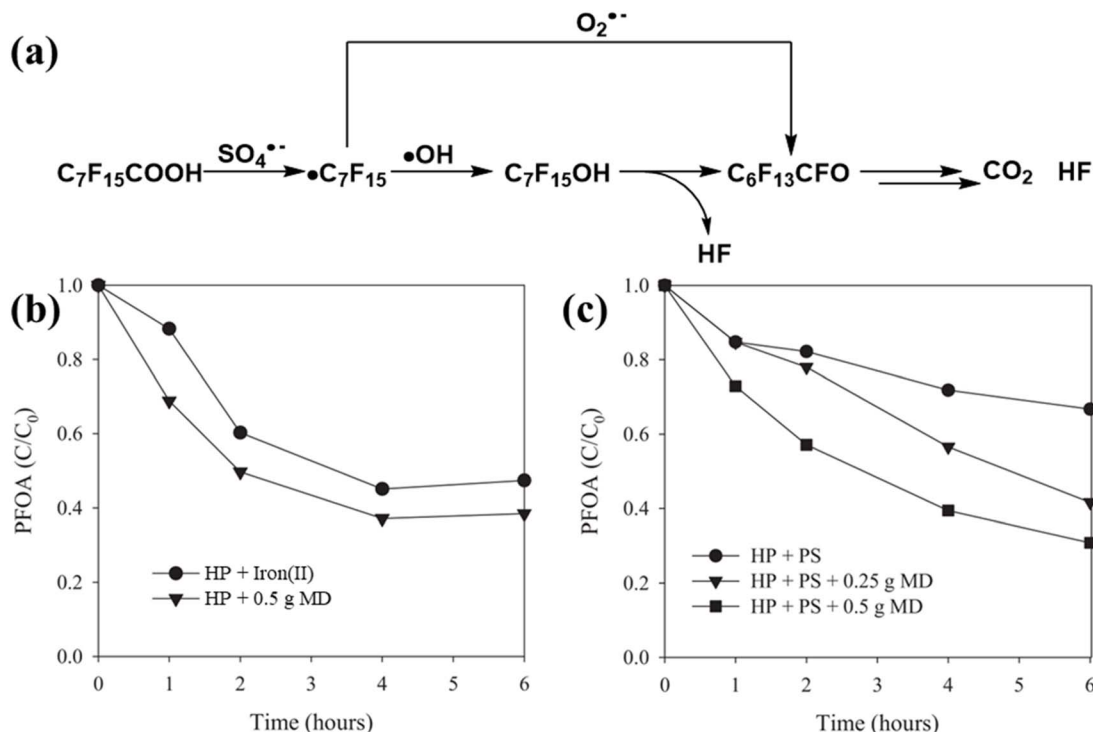 (a)
O₂••⁻
C₇F₁₅COOH SO₄••⁻ •C₇F₁₅ •OH C₇F₁₅OH C₆F₁₃CFO CO₂ HF
HF
(b)
PFOA (C/C₀)
1.0
0.8
0.6
0.4
0.2
0.0
HP + Iron(II)
HP + 0.5 g MD
0 1 2 3 4 5 6
Time (hours)
(c)
PFOA (C/C₀)
1.0
0.8
0.6
0.4
0.2
0.0
HP + PS
HP + PS + 0.25 g MD
HP + PS + 0.5 g MD
0 1 2 3 4 5 6
Time (hours)